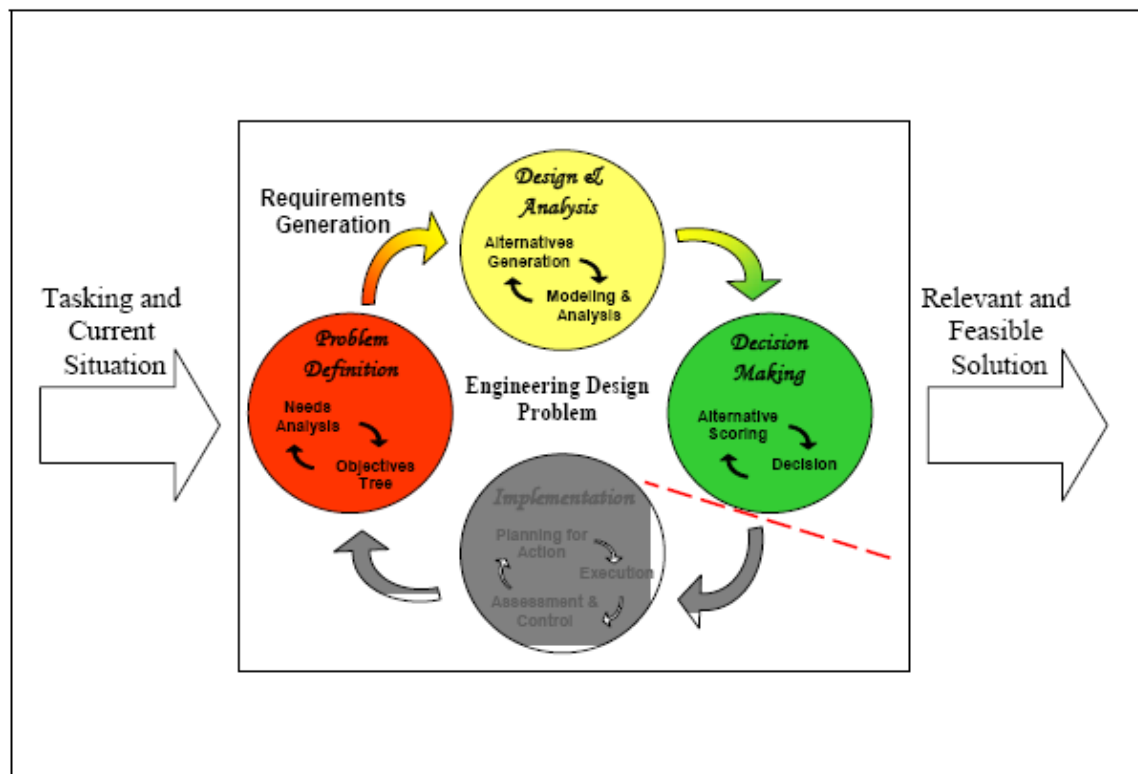 Tasking and
Current
Situation
Requirements
Generation
Design &
Analysis
Alternatives
Generation
Modeling &
Analysis
Problem
Definition
Needs
Analysis
Objectives
Tree
Engineering Design
Problem
Decision
Making
Alternative
Scoring
Decision
Implementation
Planning for
Action
Execution
Assessment &
Control
Relevant and
Feasible
Solution